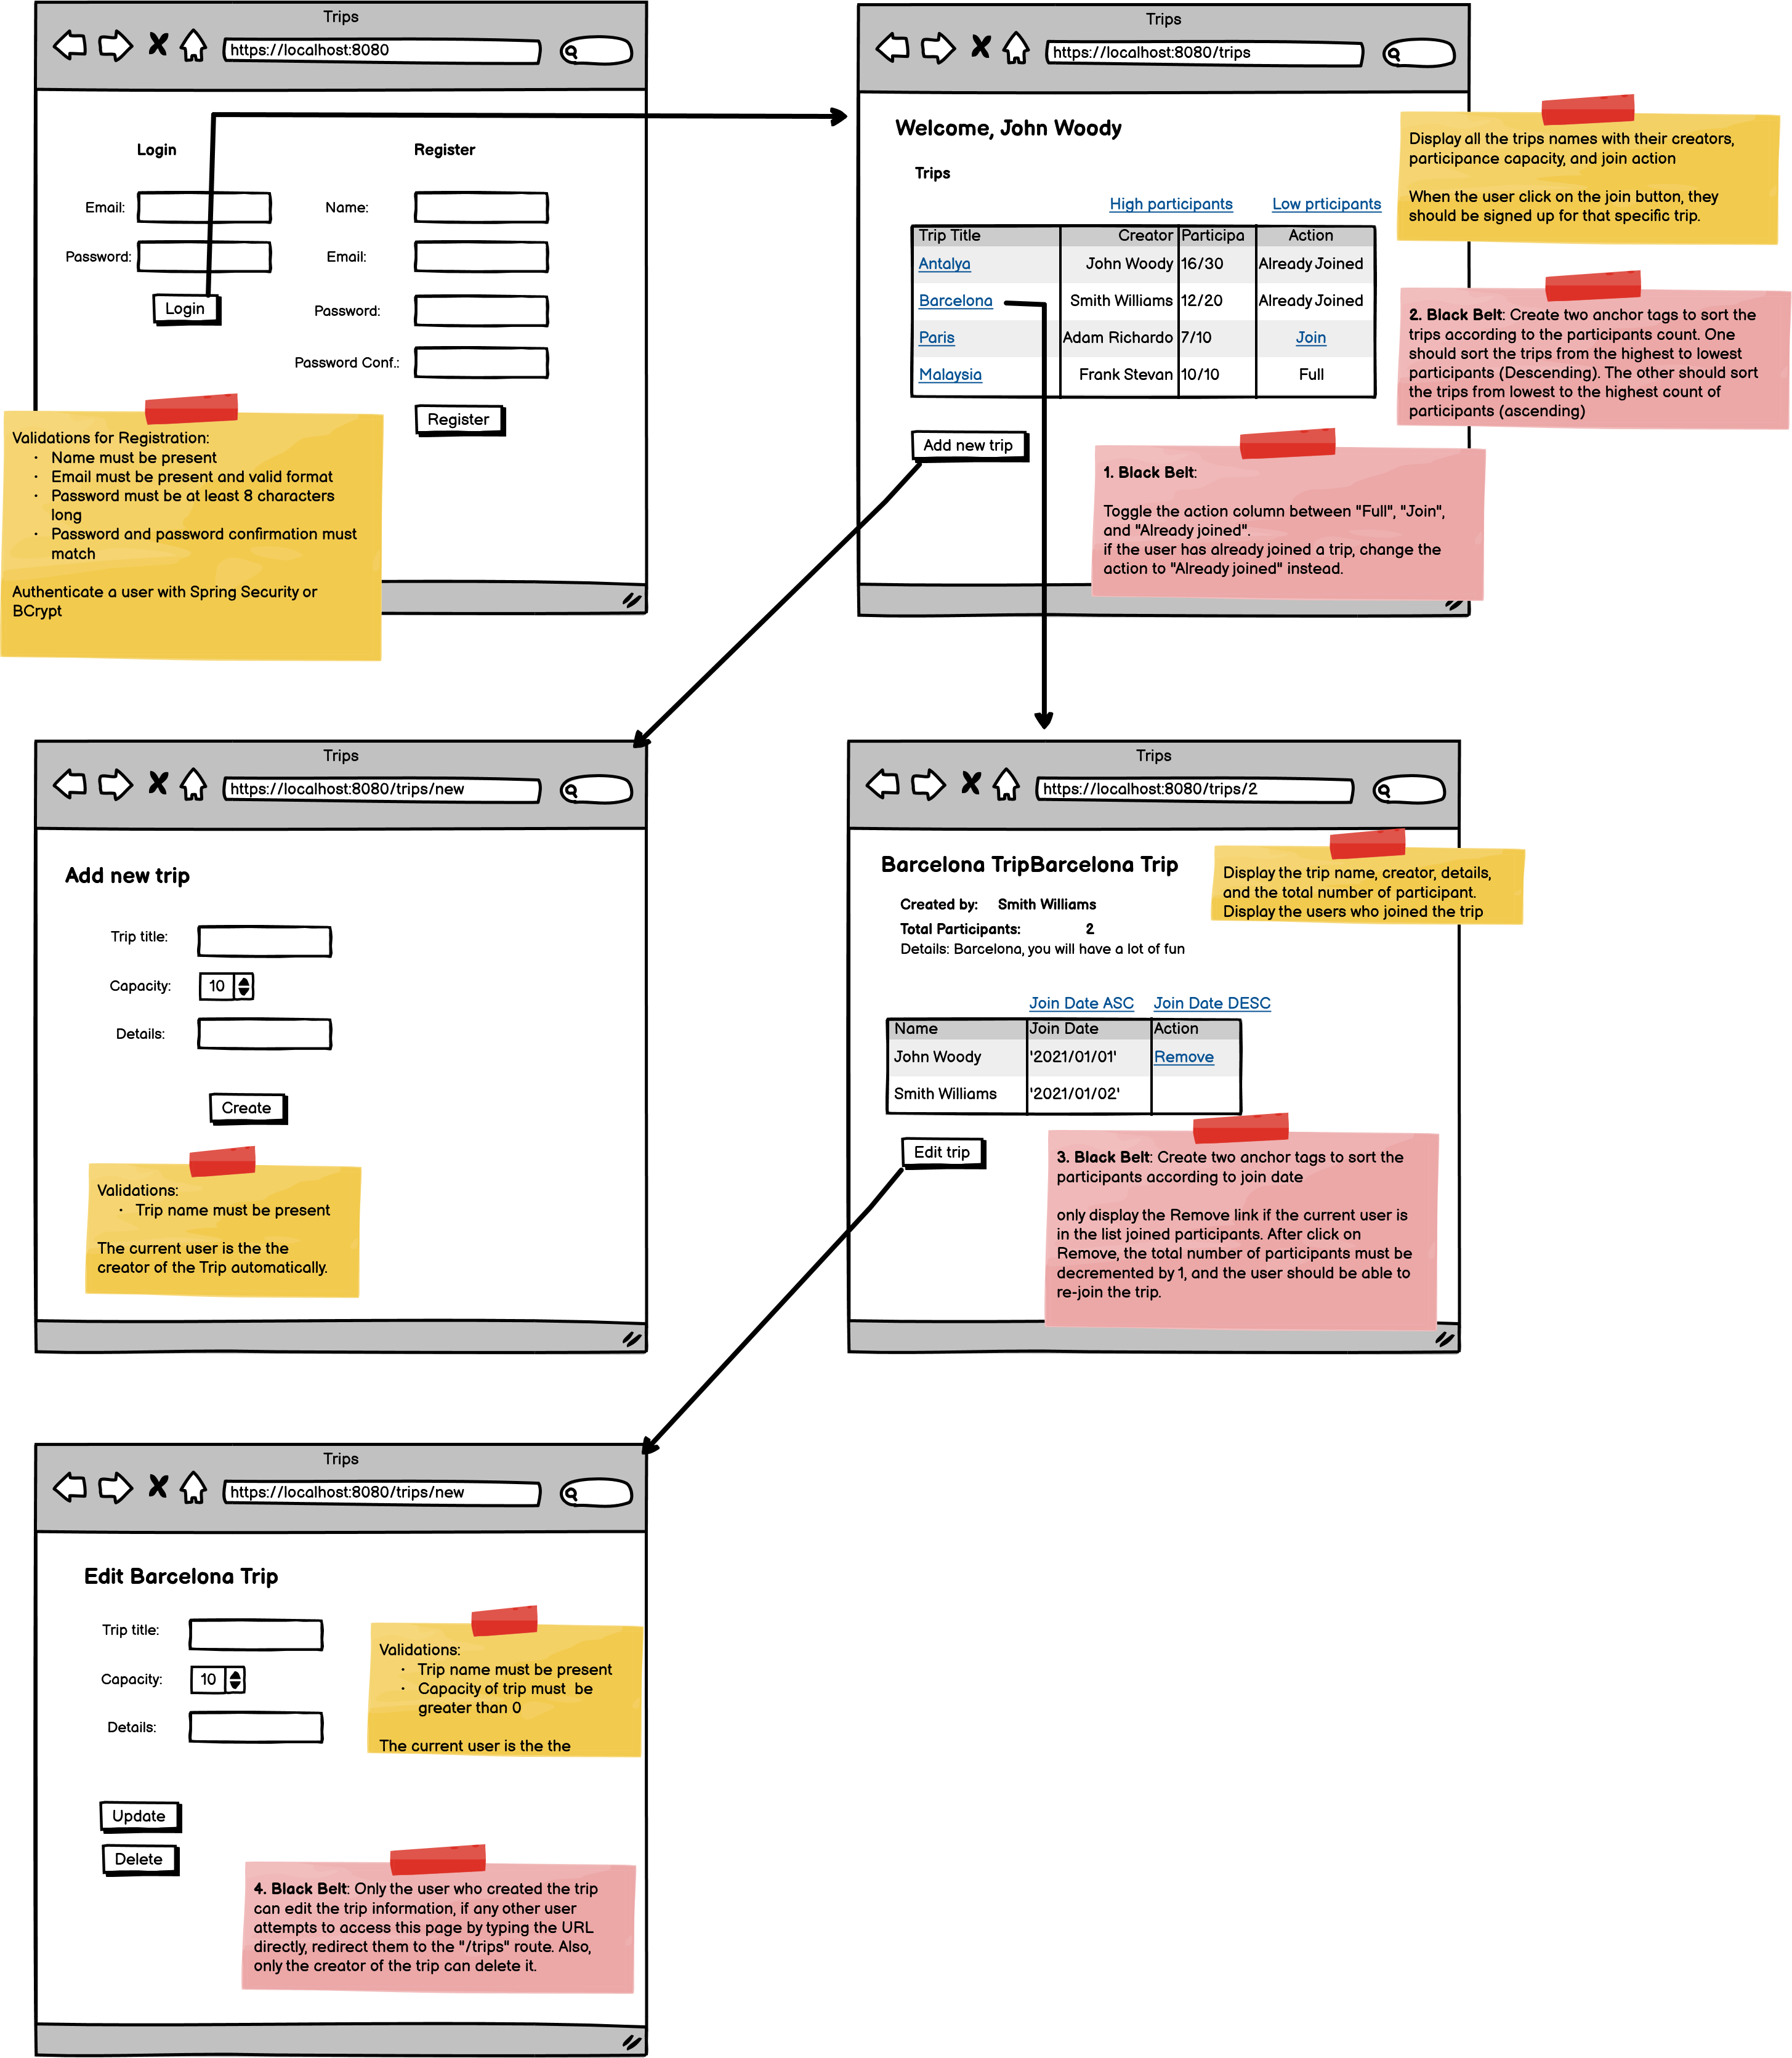 Trips
https://localhost:8080
Login
Register
Email:
Password:
Login
Name:
Email:
Password:
Password Conf.:
Register
Validations for Registration:
· Name must be present
· Email must be present and valid format
· Password must be at least 8 characters
long
· Password and password confirmation must
match
Authenticate a user with Spring Security or
BCrypt
Trips
https://localhost:8080/trips
Welcome, John Woody
Trips
High participants Low prticipants
Trip Title Creator Participa Action
Antalya John Woody 16/30 Already Joined
Barcelona Smith Williams 12/20 Already Joined
Paris Adam Richardo 7/10 Join
Malaysia Frank Stevan 10/10 Full
Add new trip
Display all the trips names with their creators,
participance capacity, and join action
When the user click on the join button, they
should be signed up for that specific trip.
2. Black Belt: Create two anchor tags to sort the
trips according to the participants count. One
should sort the trips from the highest to lowest
participants (Descending). The other should sort
the trips from lowest to the highest count of
participants (ascending)
1. Black Belt:
Toggle the action column between "Full", "Join",
and "Already joined".
if the user has already joined a trip, change the
action to "Already joined" instead.
Trips
https://localhost:8080/trips/new
Add new trip
Trip title:
Capacity: 10
Details:
Create
Validations:
· Trip name must be present
The current user is the the
creator of the Trip automatically.
Trips
https://localhost:8080/trips/2
Barcelona TripBarcelona Trip
Created by: Smith Williams
Total Participants: 2
Details: Barcelona, you will have a lot of fun
Display the trip name, creator, details,
and the total number of participant.
Display the users who joined the trip
Join Date ASC Join Date DESC
Name Join Date Action
John Woody '2021/01/01' Remove
Smith Williams '2021/01/02'
Edit trip
3. Black Belt: Create two anchor tags to sort the
participants according to join date
only display the Remove link if the current user is
in the list joined participants. After click on
Remove, the total number of participants must be
decremented by 1, and the user should be able to
re-join the trip.
Trips
https://localhost:8080/trips/new
Edit Barcelona Trip
Trip title:
Capacity: 10
Details:
Update
Delete
Validations:
· Trip name must be present
· Capacity of trip must be
greater than 0
The current user is the the
4. Black Belt: Only the user who created the trip
can edit the trip information, if any other user
attempts to access this page by typing the URL
directly, redirect them to the "/trips" route. Also,
only the creator of the trip can delete it.